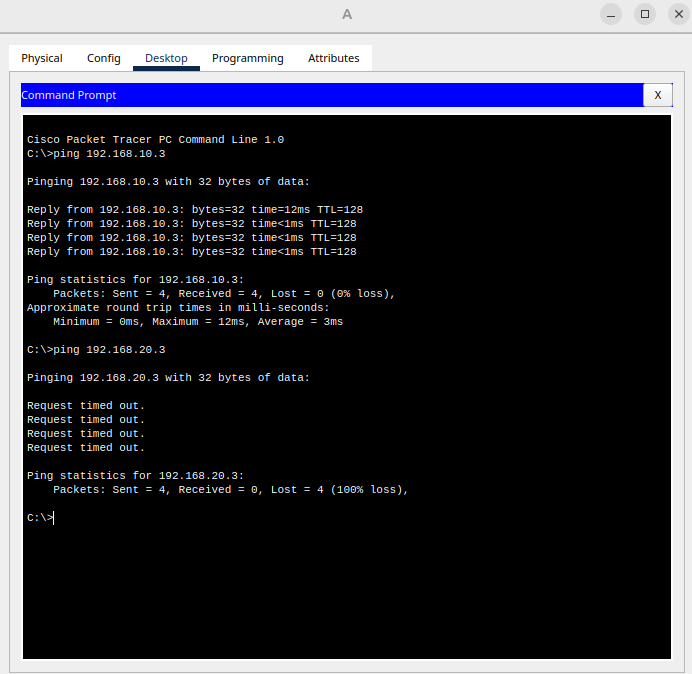 A
Physical Config Desktop Programming Attributes
Command Prompt X
Cisco Packet Tracer PC Command Line 1.0
C:\>ping 192.168.10.3
Pinging 192.168.10.3 with 32 bytes of data:
Reply from 192.168.10.3: bytes=32 time=12ms TTL=128
Reply from 192.168.10.3: bytes=32 time<1ms TTL=128
Reply from 192.168.10.3: bytes=32 time<1ms TTL=128
Reply from 192.168.10.3: bytes=32 time<1ms TTL=128
Ping statistics for 192.168.10.3:
Packets: Sent = 4, Received = 4, Lost = 0 (0% loss),
Approximate round trip times in milli-seconds:
Minimum = 0ms, Maximum = 12ms, Average = 3ms
C:\>ping 192.168.20.3
Pinging 192.168.20.3 with 32 bytes of data:
Request timed out.
Request timed out.
Request timed out.
Request timed out.
Ping statistics for 192.168.20.3:
Packets: Sent = 4, Received = 0, Lost = 4 (100% loss),
C:\>